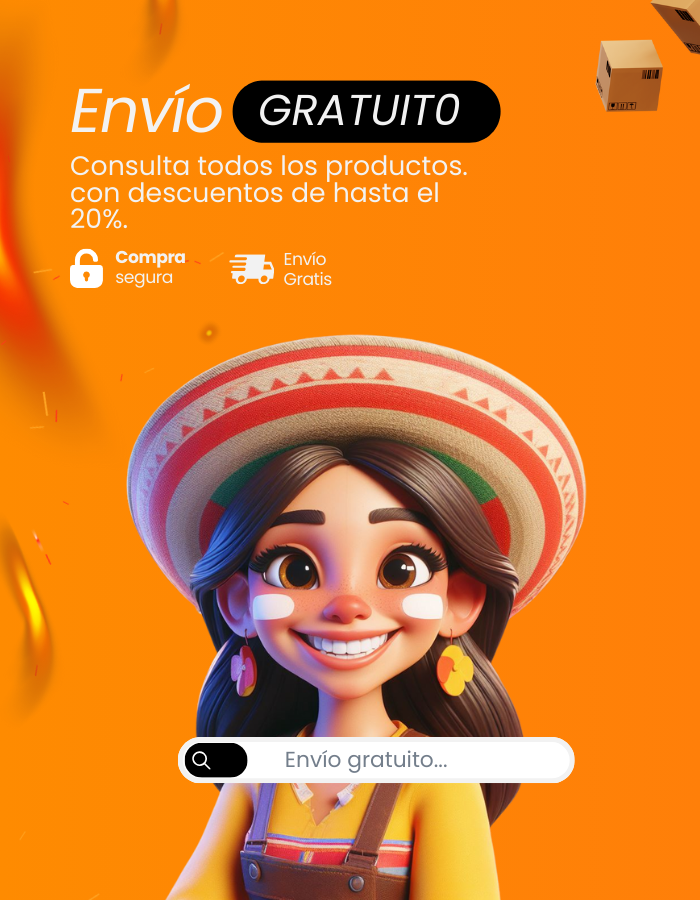 Envío GRATUITO
Consulta todos los productos.
con descuentos de hasta el
20%.
Compra
segura
Envío
Gratis
Envío gratuito...